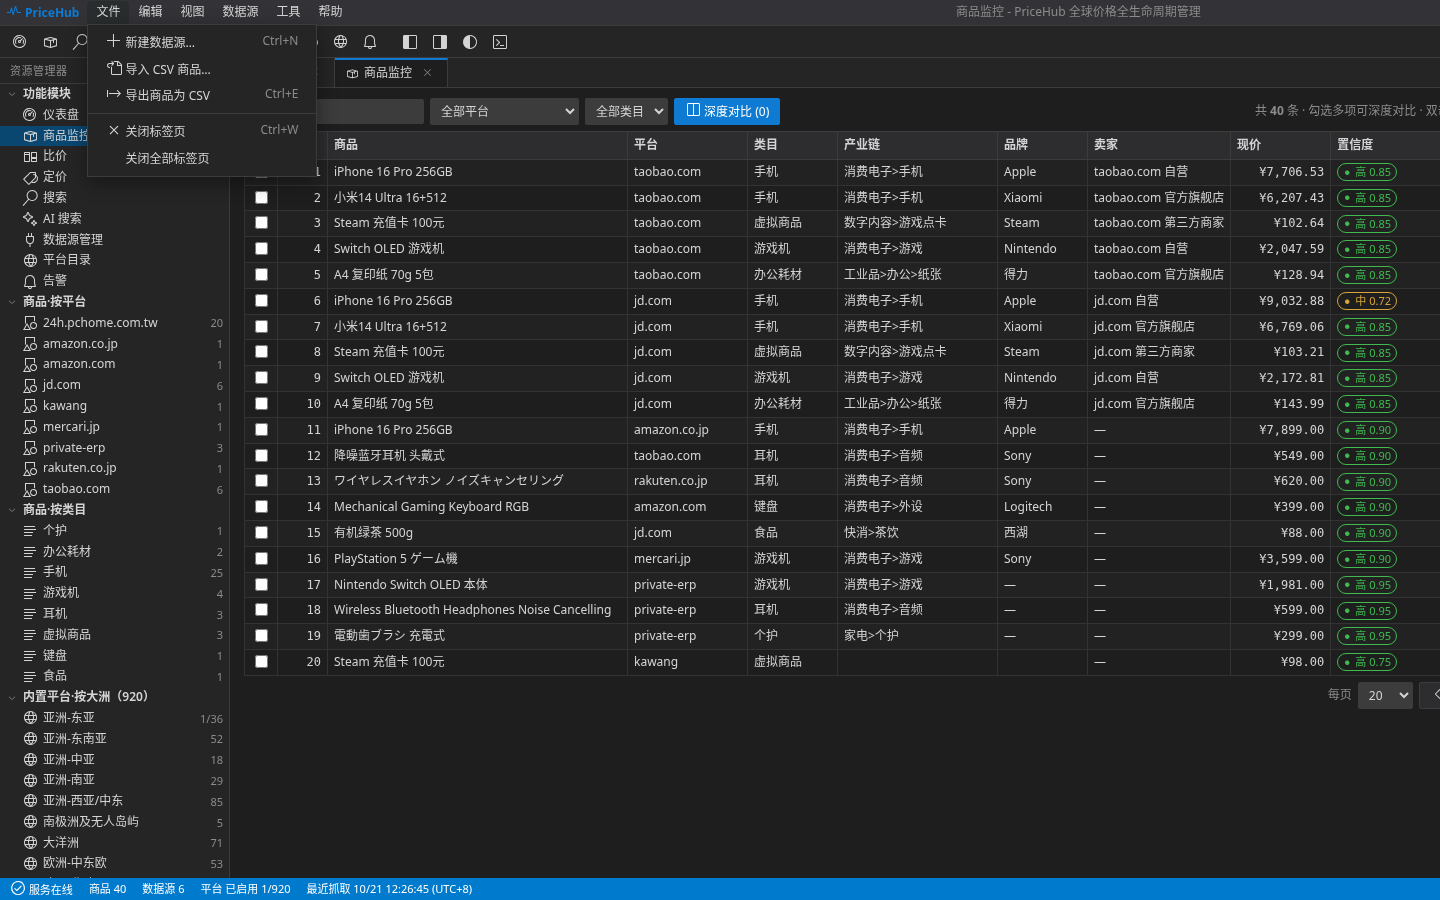 PriceHub 文件 编辑 视图 数据源 工具 帮助 商品监控 - PriceHub 全球价格全生命周期管理
新建数据源... Ctrl+N
导入 CSV 商品...
导出商品为 CSV Ctrl+E
关闭标签页 Ctrl+W
关闭全部标签页
资源管理器
功能模块
仪表盘
商品监控
比价
定价
搜索
AI 搜索
数据源管理
平台目录
告警
商品·按平台
24h.pchome.com.tw 20
amazon.co.jp 1
amazon.com 1
jd.com 6
kawang 1
mercari.jp 1
private-erp 3
rakuten.co.jp 1
taobao.com 6
商品·按类目
个护 1
办公耗材 2
手机 25
游戏机 4
耳机 3
虚拟商品 3
键盘 1
食品 1
内置平台·按大洲（920）
亚洲-东亚 1/36
亚洲-东南亚 52
亚洲-中亚 18
亚洲-南亚 29
亚洲-西亚/中东 85
南极洲及无人岛屿 5
大洋洲 71
欧洲-中东欧 53
商品监控
全部平台 全部类目 深度对比 (0) 共 40 条 · 勾选多项可深度对比 · 双
商品 平台 类目 产业链 品牌 卖家 现价 置信度
1 iPhone 16 Pro 256GB taobao.com 手机 消费电子>手机 Apple taobao.com 自营 ¥7,706.53 高 0.85
2 小米14 Ultra 16+512 taobao.com 手机 消费电子>手机 Xiaomi taobao.com 官方旗舰店 ¥6,207.43 高 0.85
3 Steam 充值卡 100元 taobao.com 虚拟商品 数字内容>游戏点卡 Steam taobao.com 第三方商家 ¥102.64 高 0.85
4 Switch OLED 游戏机 taobao.com 游戏机 消费电子>游戏 Nintendo taobao.com 自营 ¥2,047.59 高 0.85
5 A4 复印纸 70g 5包 taobao.com 办公耗材 工业品>办公>纸张 得力 taobao.com 官方旗舰店 ¥128.94 高 0.85
6 iPhone 16 Pro 256GB jd.com 手机 消费电子>手机 Apple jd.com 自营 ¥9,032.88 中 0.72
7 小米14 Ultra 16+512 jd.com 手机 消费电子>手机 Xiaomi jd.com 官方旗舰店 ¥6,769.06 高 0.85
8 Steam 充值卡 100元 jd.com 虚拟商品 数字内容>游戏点卡 Steam jd.com 第三方商家 ¥103.21 高 0.85
9 Switch OLED 游戏机 jd.com 游戏机 消费电子>游戏 Nintendo jd.com 自营 ¥2,172.81 高 0.85
10 A4 复印纸 70g 5包 jd.com 办公耗材 工业品>办公>纸张 得力 jd.com 官方旗舰店 ¥143.99 高 0.85
11 iPhone 16 Pro 256GB amazon.co.jp 手机 消费电子>手机 Apple — ¥7,899.00 高 0.90
12 降噪蓝牙耳机 头戴式 taobao.com 耳机 消费电子>音频 Sony — ¥549.00 高 0.90
13 ワイヤレスイヤホン ノイズキャンセリング rakuten.co.jp 耳机 消费电子>音频 Sony — ¥620.00 高 0.90
14 Mechanical Gaming Keyboard RGB amazon.com 键盘 消费电子>外设 Logitech — ¥399.00 高 0.90
15 有机绿茶 500g jd.com 食品 快消>茶饮 西湖 — ¥88.00 高 0.90
16 PlayStation 5 ゲーム機 mercari.jp 游戏机 消费电子>游戏 Sony — ¥3,599.00 高 0.90
17 Nintendo Switch OLED 本体 private-erp 游戏机 消费电子>游戏 — — ¥1,981.00 高 0.95
18 Wireless Bluetooth Headphones Noise Cancelling private-erp 耳机 消费电子>音频 — — ¥599.00 高 0.95
19 電動歯ブラシ 充電式 private-erp 个护 家电>个护 — — ¥299.00 高 0.95
20 Steam 充值卡 100元 kawang 虚拟商品 — ¥98.00 高 0.75
每页 20
服务在线 商品 40 数据源 6 平台 已启用 1/920 最近抓取 10/21 12:26:45 (UTC+8)